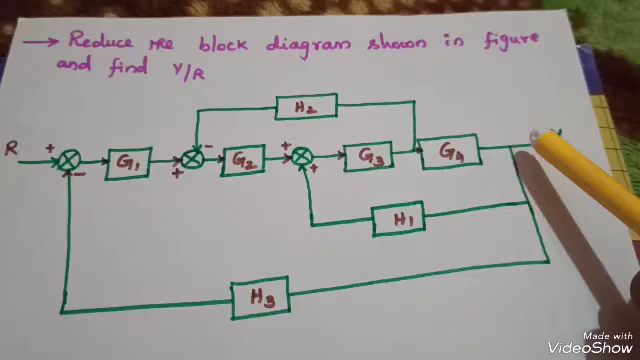 → Reduce the block diagram shown in figure
and find Y/R
H2
R + G1 - + G2 + + G3 G4
-
H1
H3
Made with
VideoShow